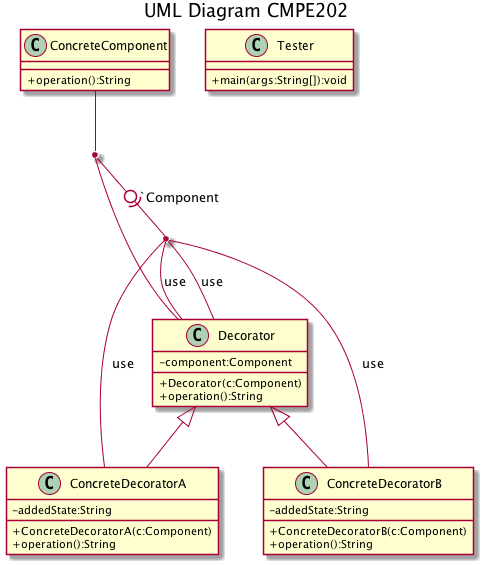 UML Diagram CMPE202
C ConcreteComponent
+operation():String
C Tester
+main(args:String[]):void
`Component
use
use
use
use
C Decorator
-component:Component
+Decorator(c:Component)
+operation():String
C ConcreteDecoratorA
-addedState:String
+ConcreteDecoratorA(c:Component)
+operation():String
C ConcreteDecoratorB
-addedState:String
+ConcreteDecoratorB(c:Component)
+operation():String